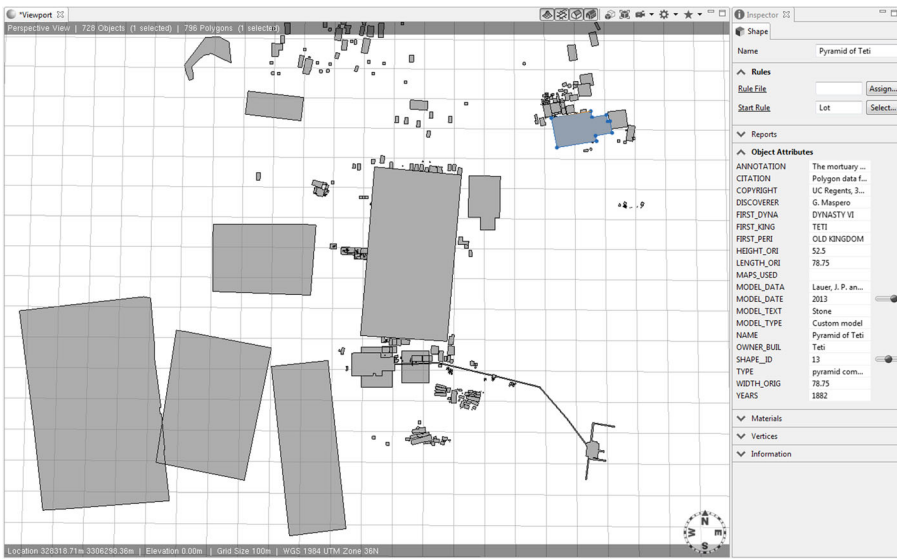 *Viewport
Perspective View | 728 Objects (1 selected) | 796 Polygons (1 selected)
N
W
E
S
Location 328318.71m 3306298.36m | Elevation 0.00m | Grid Size 100m | WGS 1984 UTM Zone 36N
Inspector
Shape
Name Pyramid of Teti
Rules
Rule File Assign...
Start Rule Lot Select...
Reports
Object Attributes
ANNOTATION The mortuary ...
CITATION Polygon data f...
COPYRIGHT UC Regents, 3...
DISCOVERER G. Maspero
FIRST_DYNA DYNASTY VI
FIRST_KING TETI
FIRST_PERI OLD KINGDOM
HEIGHT_ORI 52.5
LENGTH_ORI 78.75
MAPS_USED
MODEL_DATA Lauer, J. P. an...
MODEL_DATE 2013
MODEL_TEXT Stone
MODEL_TYPE Custom model
NAME Pyramid of Teti
OWNER_BUIL Teti
SHAPE_ID 13
TYPE pyramid com...
WIDTH_ORIG 78.75
YEARS 1882
Materials
Vertices
Information